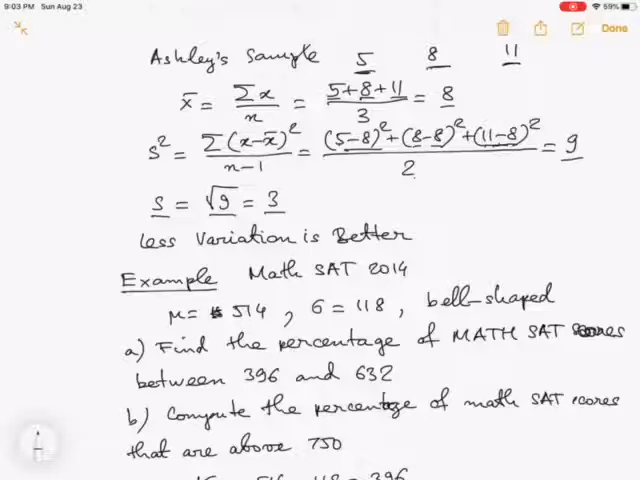 9:03 PM Sun Aug 23
59%
Done
Ashley's Sample 5 8 11
x̄ = Σx/n = (5+8+11)/3 = 8
s² = Σ(x-x̄)²/(n-1) = ((5-8)²+(8-8)²+(11-8)²)/2 = 9
s = √9 = 3
Less Variation is Better
Example Math SAT 2014
μ = 514, σ = 118, bell-shaped
a) Find the percentage of MATH SAT scores
between 396 and 632
b) Compute the percentage of math SAT scores
that are above 750
= 396